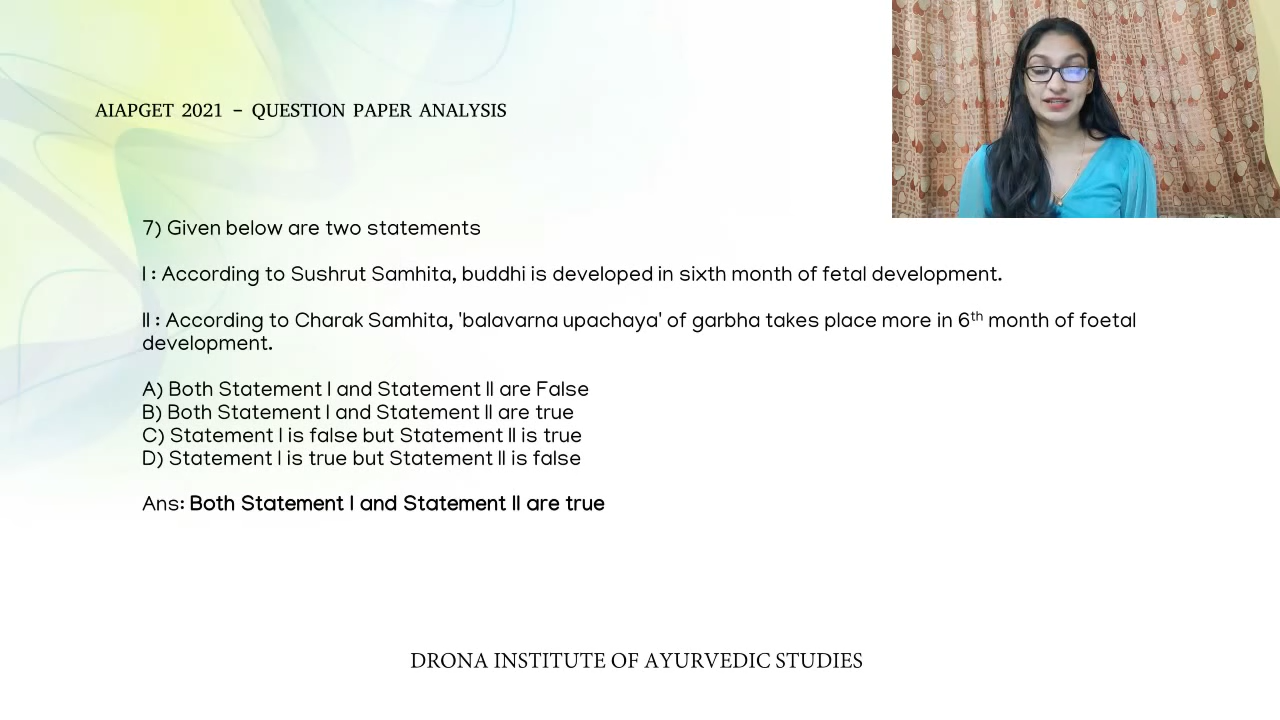 AIAPGET 2021 – QUESTION PAPER ANALYSIS
7) Given below are two statements
I : According to Sushrut Samhita, buddhi is developed in sixth month of fetal development.
II : According to Charak Samhita, 'balavarna upachaya' of garbha takes place more in 6th month of foetal
development.
A) Both Statement I and Statement II are False
B) Both Statement I and Statement II are true
C) Statement I is false but Statement II is true
D) Statement I is true but Statement II is false
Ans: Both Statement I and Statement II are true
DRONA INSTITUTE OF AYURVEDIC STUDIES